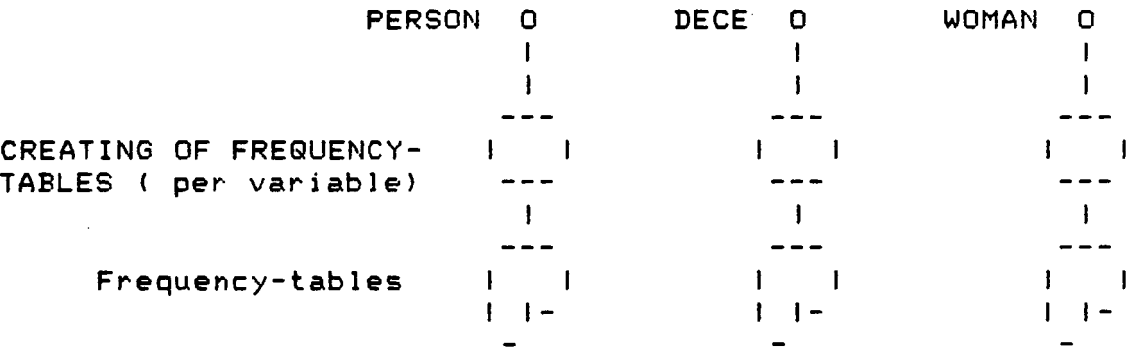 PERSON O DECE O WOMAN O
CREATING OF FREQUENCY-
TABLES ( per variable)
Frequency-tables